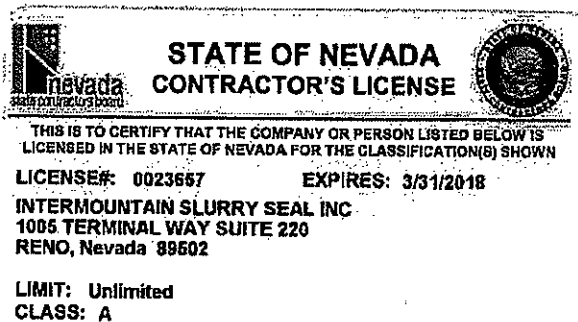 STATE OF NEVADA
nevada
CONTRACTOR'S LICENSE
state contractors board
THIS IS TO CERTIFY THAT THE COMPANY OR PERSON LISTED BELOW IS
LICENSED IN THE STATE OF NEVADA FOR THE CLASSIFICATION(S) SHOWN
LICENSE#: 0023657 EXPIRES: 3/31/2018
INTERMOUNTAIN SLURRY SEAL INC
1005 TERMINAL WAY SUITE 220
RENO, Nevada 89502
LIMIT: Unlimited
CLASS: A